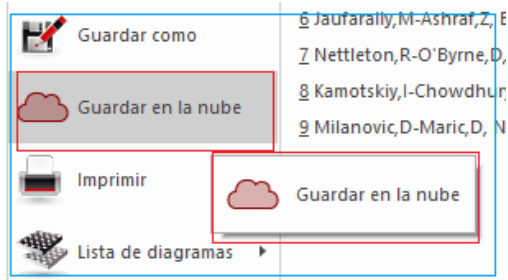 Guardar como
Guardar en la nube
Imprimir
Lista de diagramas
6 Jaufarally,M-Ashraf,Z,
7 Nettleton,R-O'Byrne,D,
8 Kamotskiy,I-Chowdhury
9 Milanovic,D-Maric,D, N
Guardar en la nube